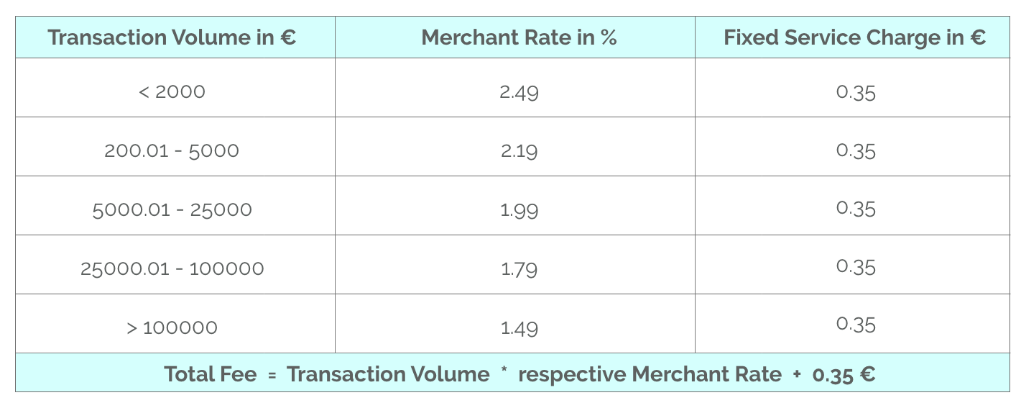 Transaction Volume in € Merchant Rate in % Fixed Service Charge in €
< 2000 2.49 0.35
200.01 - 5000 2.19 0.35
5000.01 - 25000 1.99 0.35
25000.01 - 100000 1.79 0.35
> 100000 1.49 0.35
Total Fee = Transaction Volume * respective Merchant Rate + 0.35 €